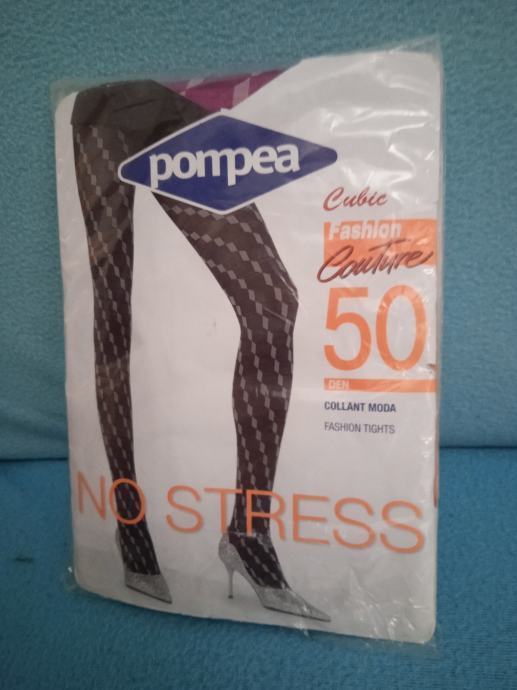 pompea
Cubic
Fashion
Couture
50
DEN
COLLANT MODA
FASHION TIGHTS
NO STRESS